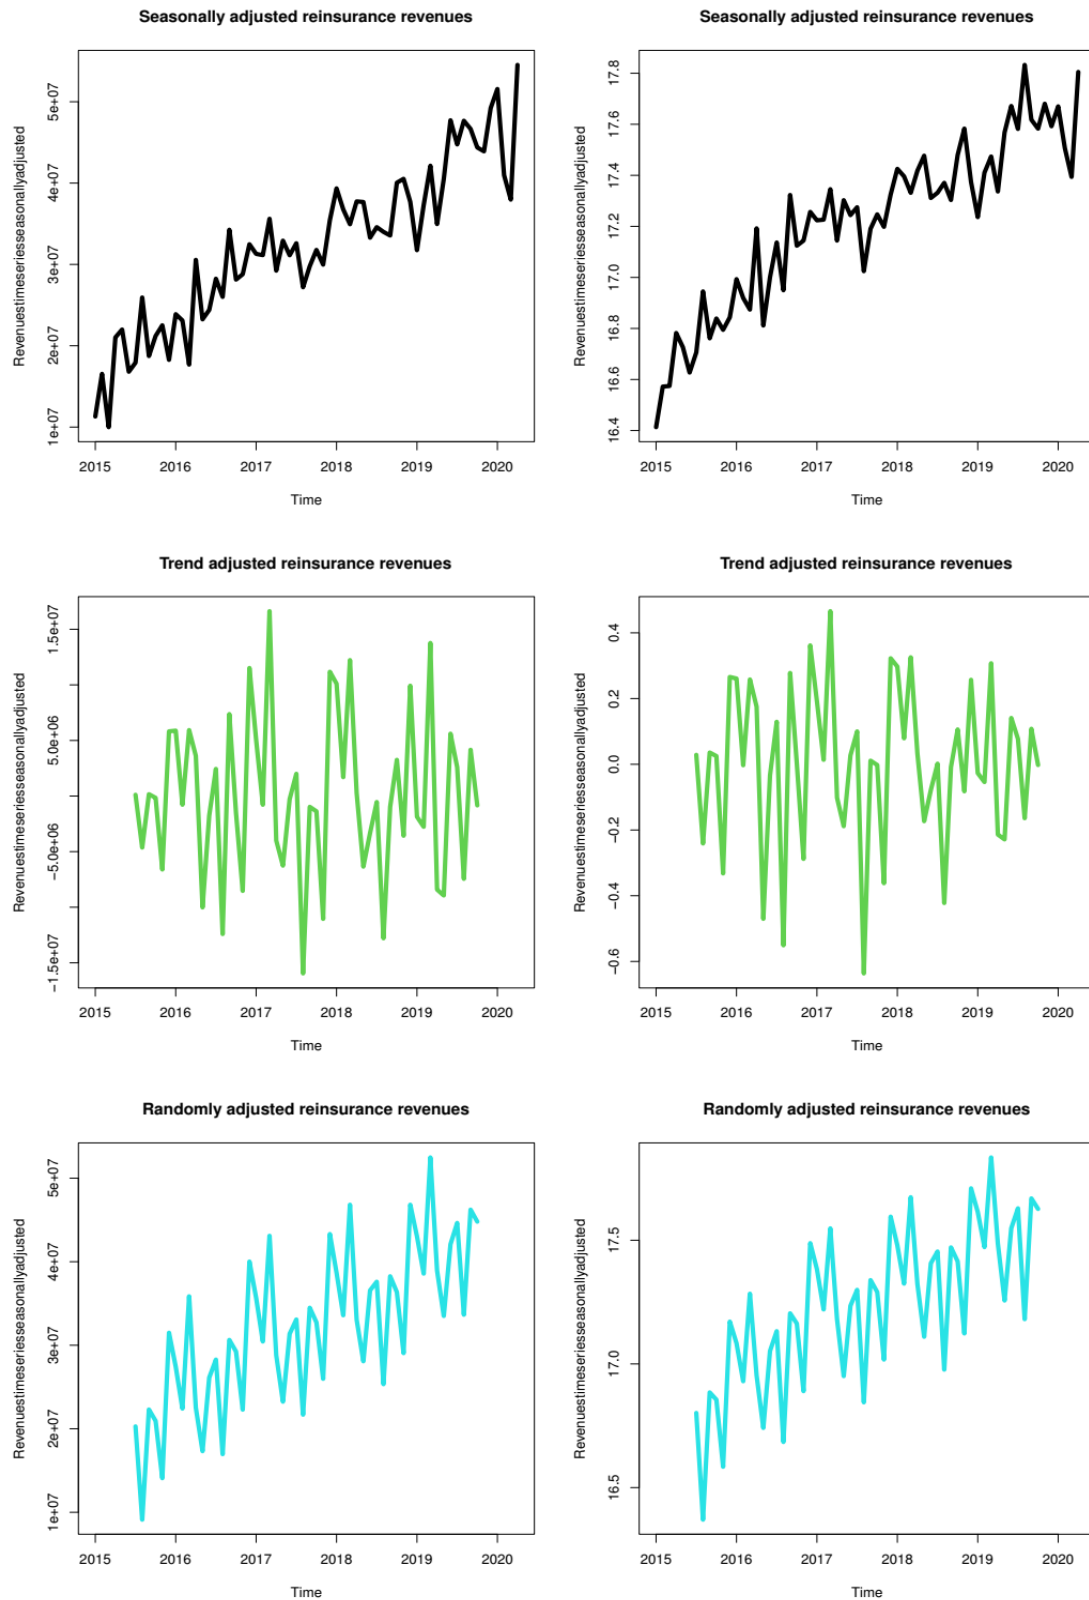 Seasonally adjusted reinsurance revenues
Revenuestimeseriesseasonallyadjusted
5e+07
4e+07
3e+07
2e+07
1e+07
2015 2016 2017 2018 2019 2020
Time
Seasonally adjusted reinsurance revenues
Revenuestimeseriesseasonallyadjusted
17.8
17.6
17.4
17.2
17.0
16.8
16.6
16.4
2015 2016 2017 2018 2019 2020
Time
Trend adjusted reinsurance revenues
Revenuestimeseriesseasonallyadjusted
1.5e+07
5.0e+06
−5.0e+06
−1.5e+07
2015 2016 2017 2018 2019 2020
Time
Trend adjusted reinsurance revenues
Revenuestimeseriesseasonallyadjusted
0.4
0.2
0.0
−0.2
−0.4
−0.6
2015 2016 2017 2018 2019 2020
Time
Randomly adjusted reinsurance revenues
Revenuestimeseriesseasonallyadjusted
5e+07
4e+07
3e+07
2e+07
1e+07
2015 2016 2017 2018 2019 2020
Time
Randomly adjusted reinsurance revenues
Revenuestimeseriesseasonallyadjusted
17.5
17.0
16.5
2015 2016 2017 2018 2019 2020
Time